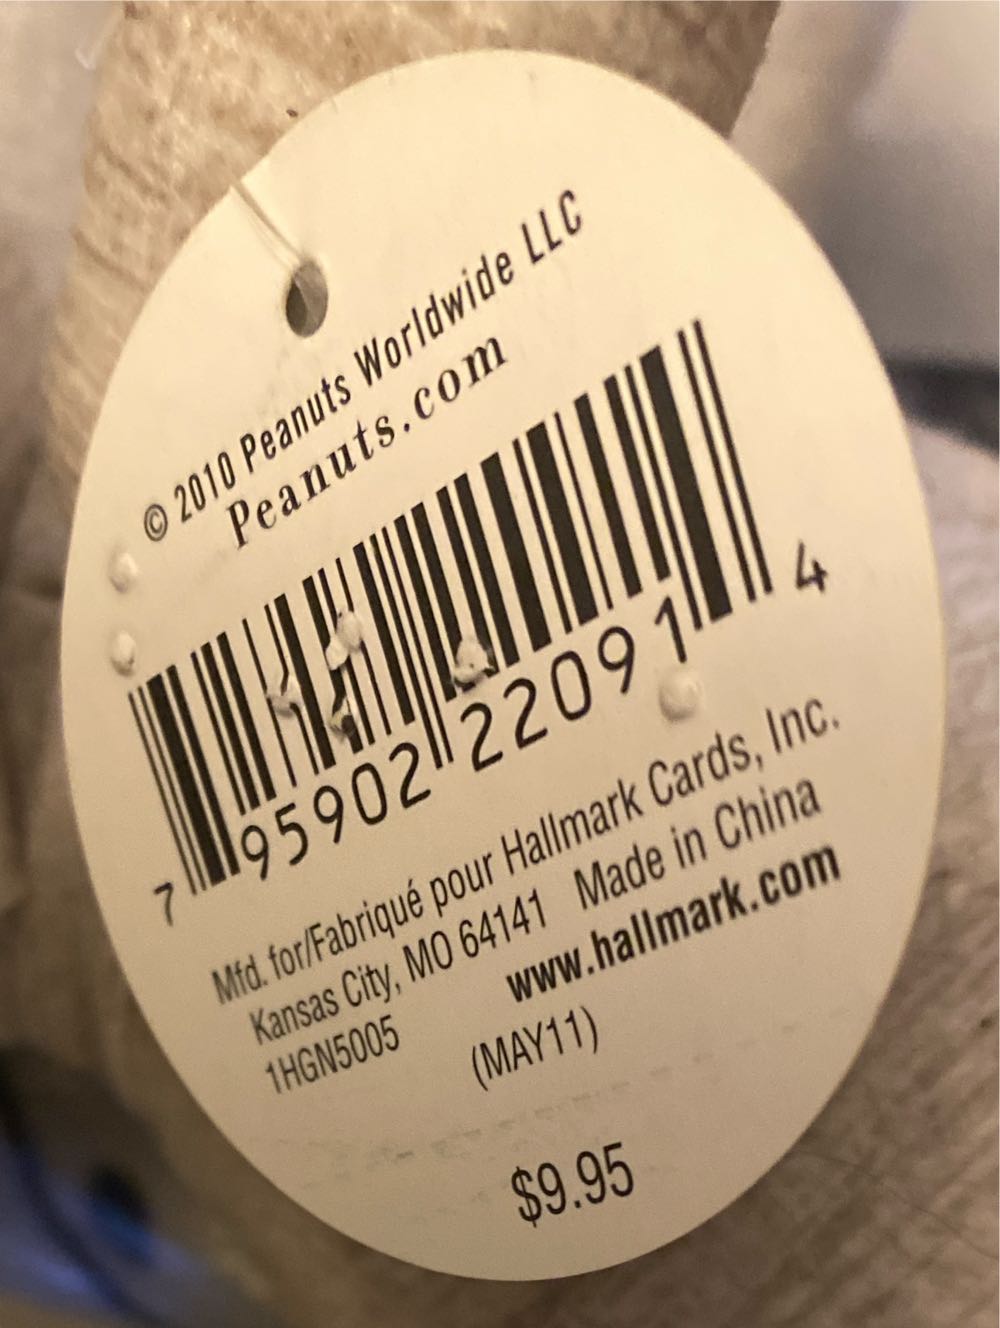 © 2010 Peanuts Worldwide LLC
Peanuts.com
7 95902 22091 4
Mfd. for/Fabriqué pour Hallmark Cards, Inc.
Kansas City, MO 64141 Made in China
1HGN5005 www.hallmark.com
(MAY11)
$9.95